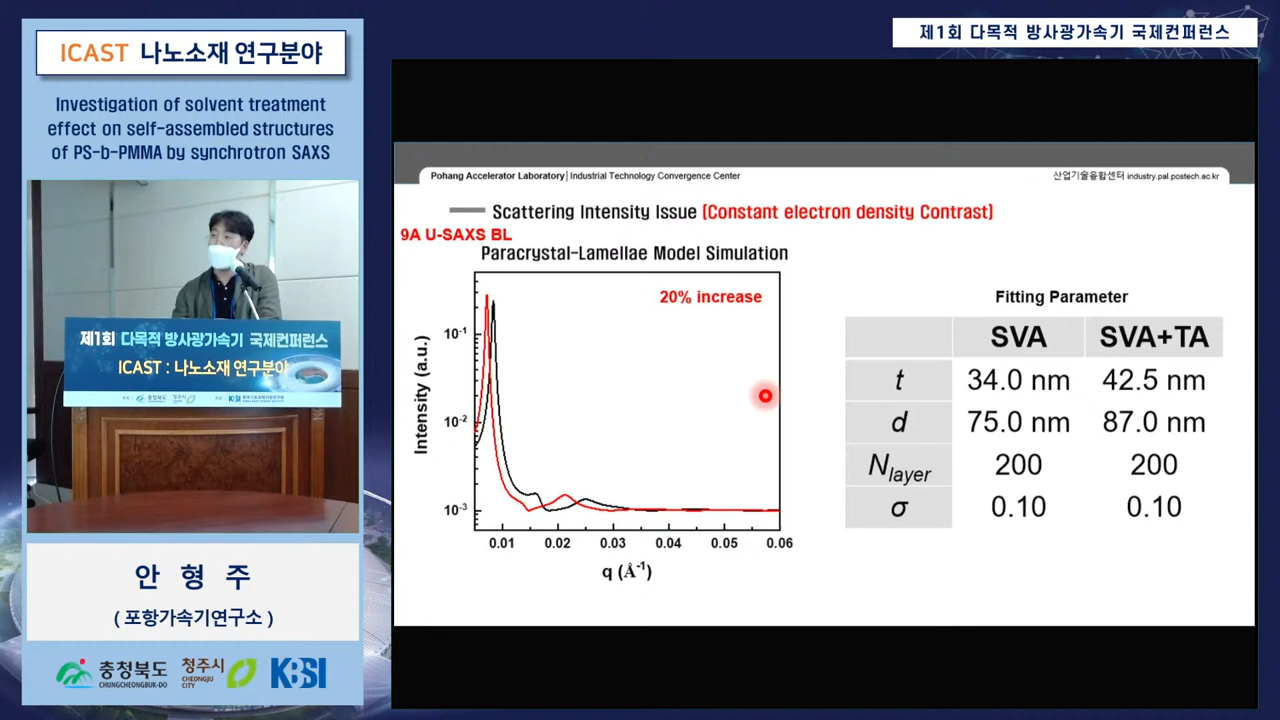 ICAST 나노소재 연구분야
Investigation of solvent treatment
effect on self-assembled structures
of PS-b-PMMA by synchrotron SAXS
제1회 다목적 방사광가속기 국제컨퍼런스
ICAST : 나노소재 연구분야
충청북도
청주시
KBSI
안 형 주
( 포항가속기연구소 )
충청북도
CHUNGCHEONGBUK-DO
청주시
CHEONGJU
CITY
KBSI
제1회 다목적 방사광가속기 국제컨퍼런스
Pohang Accelerator Laboratory | Industrial Technology Convergence Center
산업기술융합센터 industry.pal.postech.ac.kr
Scattering Intensity Issue (Constant electron density Contrast)
9A U-SAXS BL
Paracrystal-Lamellae Model Simulation
20% increase
Intensity (a.u.)
10-1
10-2
10-3
0.01 0.02 0.03 0.04 0.05 0.06
q (Å-1)
Fitting Parameter
SVA SVA+TA
t 34.0 nm 42.5 nm
d 75.0 nm 87.0 nm
Nlayer 200 200
σ 0.10 0.10